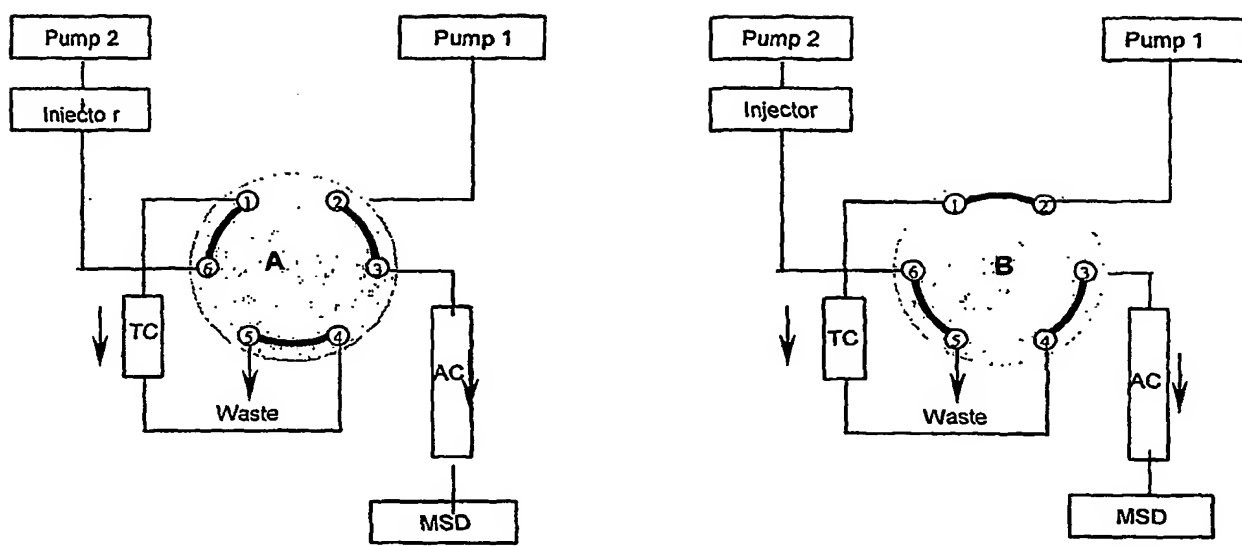 Pump 2
Pump 1
Injecto r
1
2
A
6
3
TC
5
4
AC
Waste
MSD
Pump 2
Pump 1
Injector
1
2
B
6
3
TC
5
4
AC
Waste
MSD